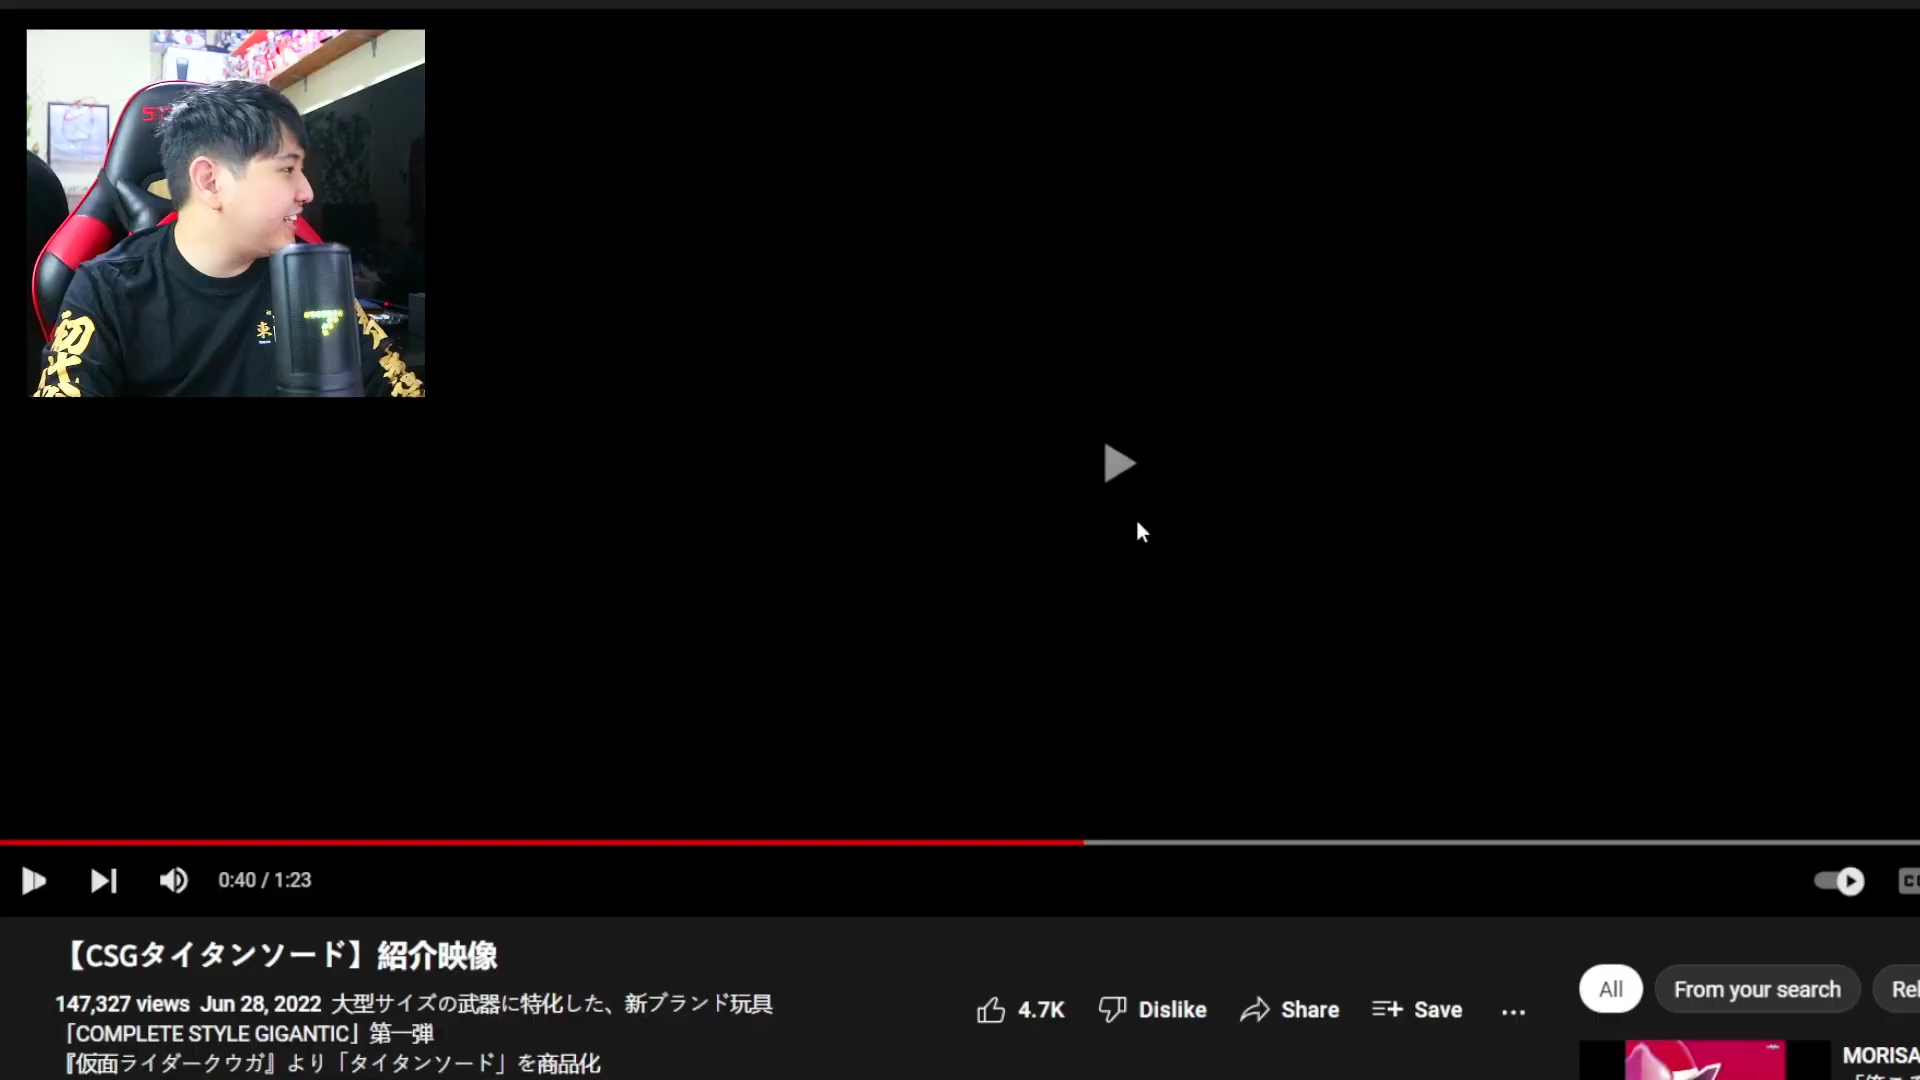 初
東
0:40 / 1:23
【CSGタイタンソード】紹介映像
147,327 views Jun 28, 2022 大型サイズの武器に特化した、新ブランド玩具
「COMPLETE STYLE GIGANTIC」第一弾
『仮面ライダークウガ』より「タイタンソード」を商品化
4.7K
Dislike
Share
Save
All
From your search
Rel
MORISA